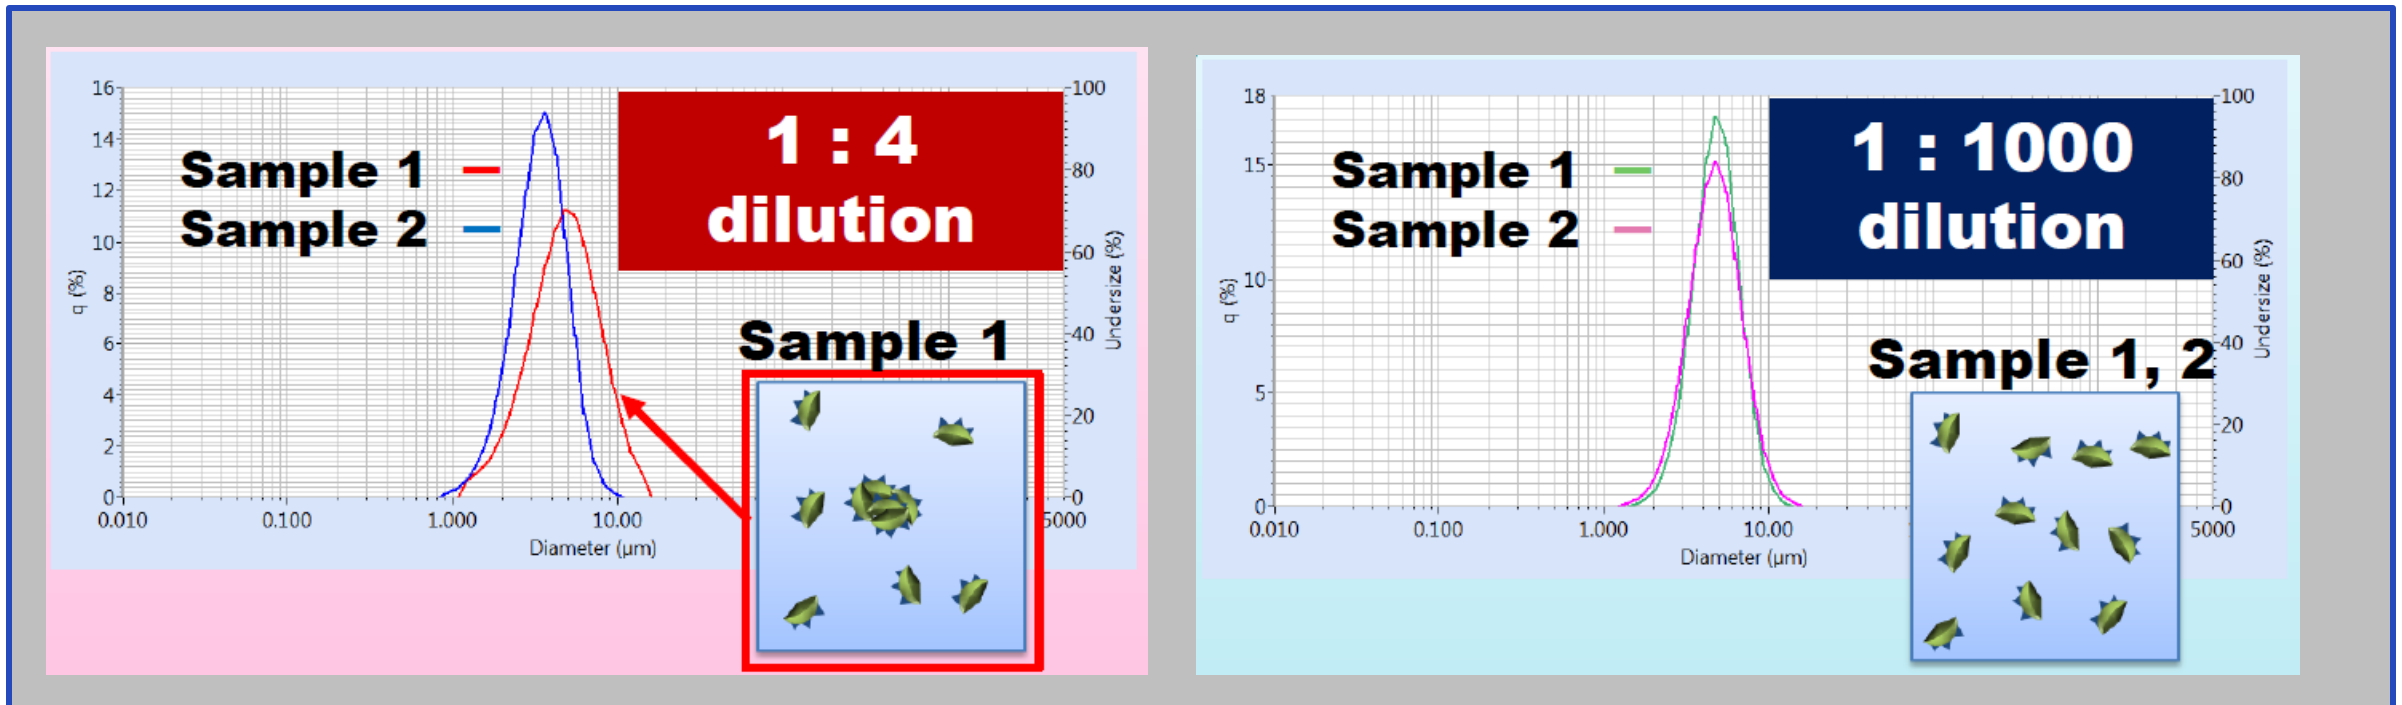 16
14
12
10
8
6
4
2
0
q (%)
Sample 1
Sample 2
1 : 4
dilution
100
80
60
40
20
0
Undersize (%)
Sample 1
0.010
0.100
1.000
10.00
5000
Diameter (µm)
18
15
10
5
0
q (%)
Sample 1
Sample 2
1 : 1000
dilution
100
80
60
40
20
0
Undersize (%)
Sample 1, 2
0.010
0.100
1.000
10.00
5000
Diameter (µm)